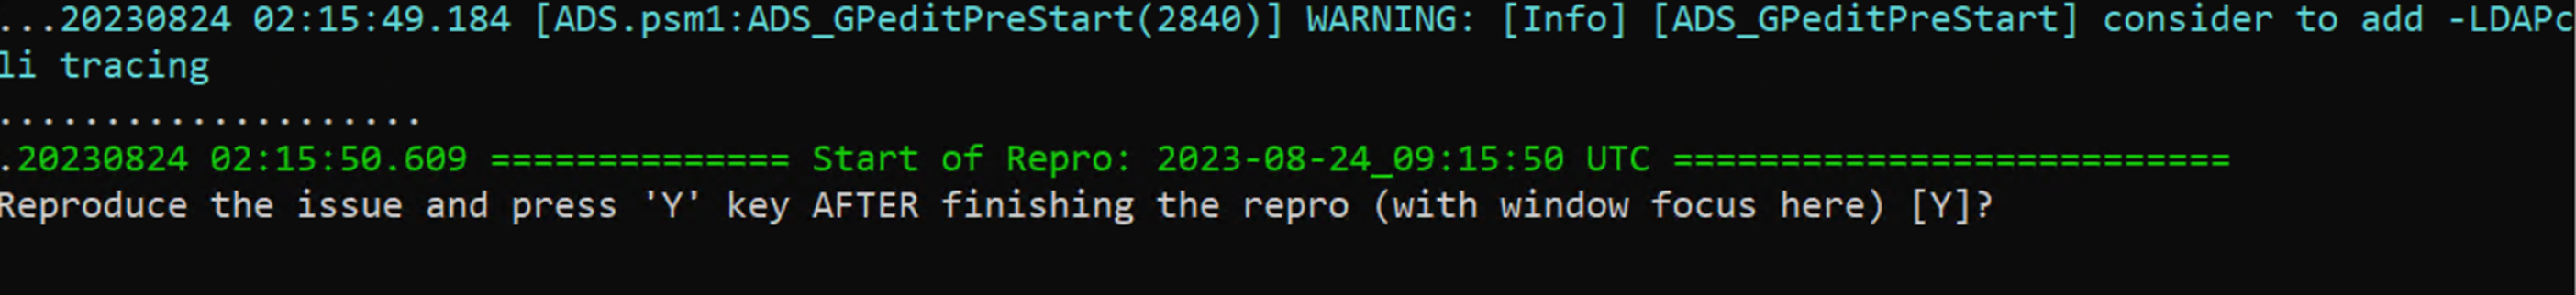 ...20230824 02:15:49.184 [ADS.psm1:ADS_GPeditPreStart(2840)] WARNING: [Info] [ADS_GPeditPreStart] consider to add -LDAPc
li tracing
....................
.20230824 02:15:50.609 ============== Start of Repro: 2023-08-24_09:15:50 UTC ==========================
Reproduce the issue and press 'Y' key AFTER finishing the repro (with window focus here) [Y]?